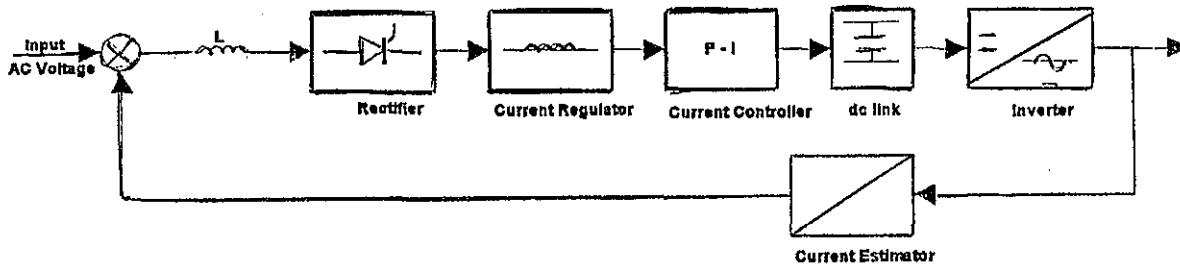 Input
AC Voltage
L
Rectifier
Current Regulator
P - I
Current Controller
dc link
Inverter
Current Estimator